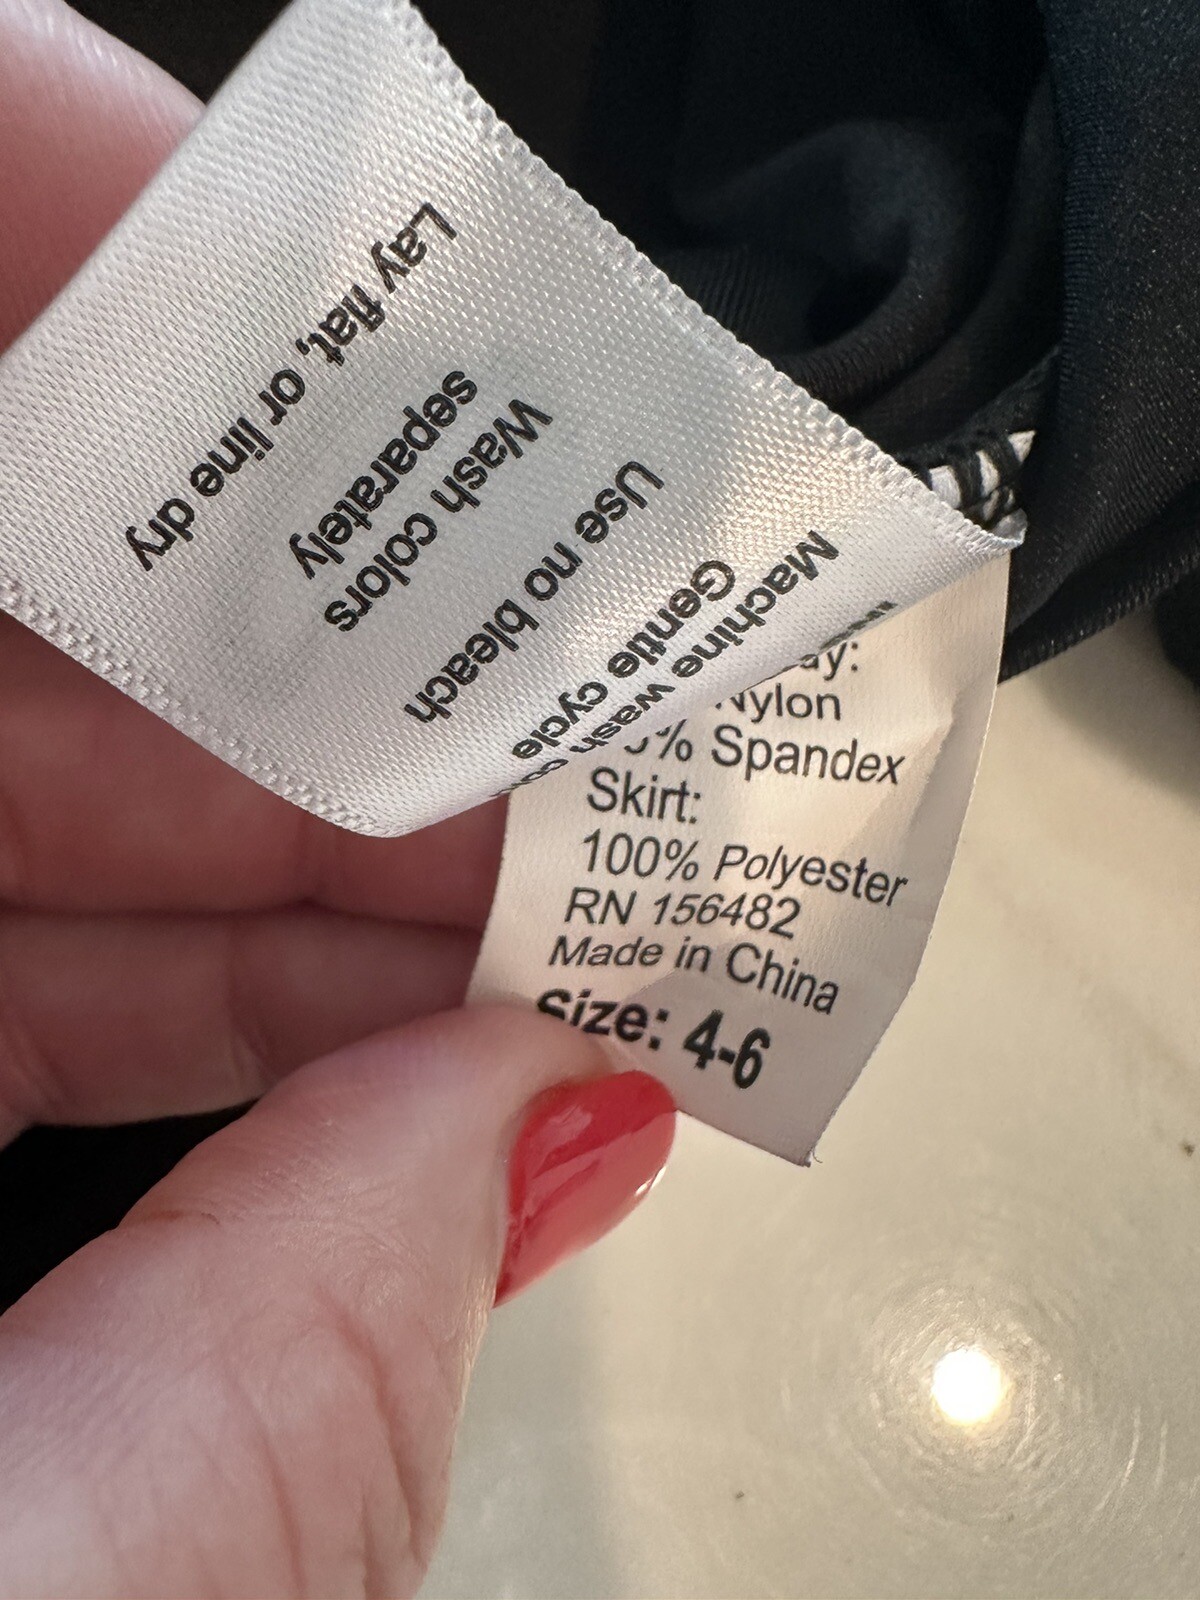 Machine wash
Gentle cycle
Use no bleach
Wash colors
separately
Lay flat, or line dry
Nylon
% Spandex
Skirt:
100% Polyester
RN 156482
Made in China
Size: 4-6